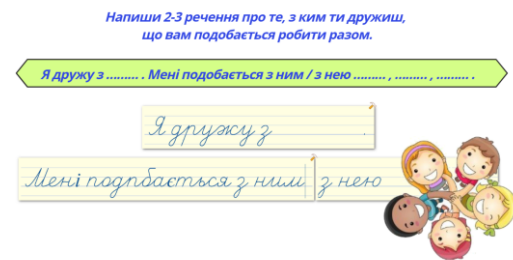 Напиши 2-3 речення про те, з ким ти дружиш,
що вам подобається робити разом.
Я дружу з ......... . Мені подобається з ним / з нею ......... , ......... , ......... .
Я дружу з .
Мені подпбається з ним з нею